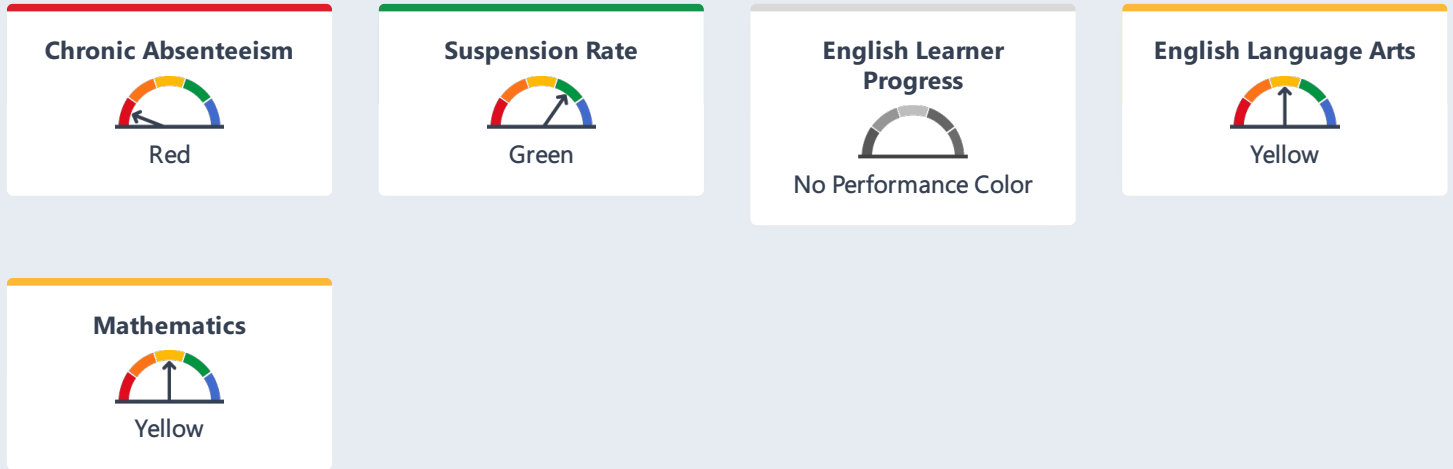 Chronic Absenteeism
Red
Suspension Rate
Green
English Learner
Progress
No Performance Color
English Language Arts
Yellow
Mathematics
Yellow